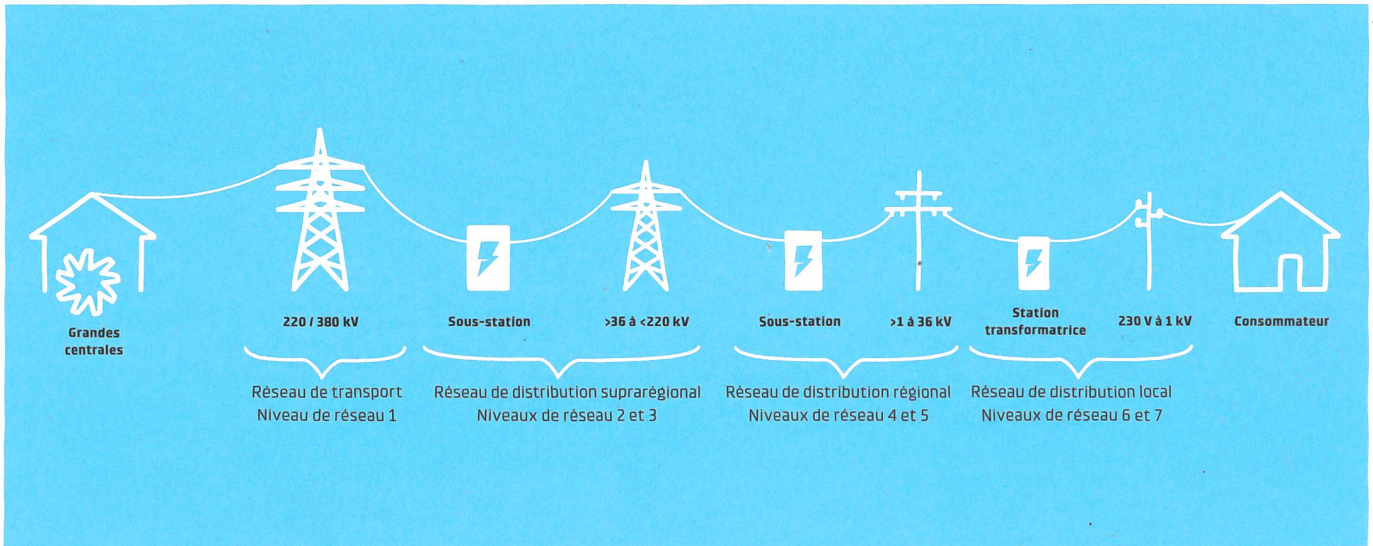 Grandes
centrales
220 / 380 kV
Sous-station
>36 à <220 kV
Sous-station
>1 à 36 kV
Station
transformatrice
230 V à 1 kV
Consommateur
Réseau de transport
Niveau de réseau 1
Réseau de distribution suprarégional
Niveaux de réseau 2 et 3
Réseau de distribution régional
Niveaux de réseau 4 et 5
Réseau de distribution local
Niveaux de réseau 6 et 7